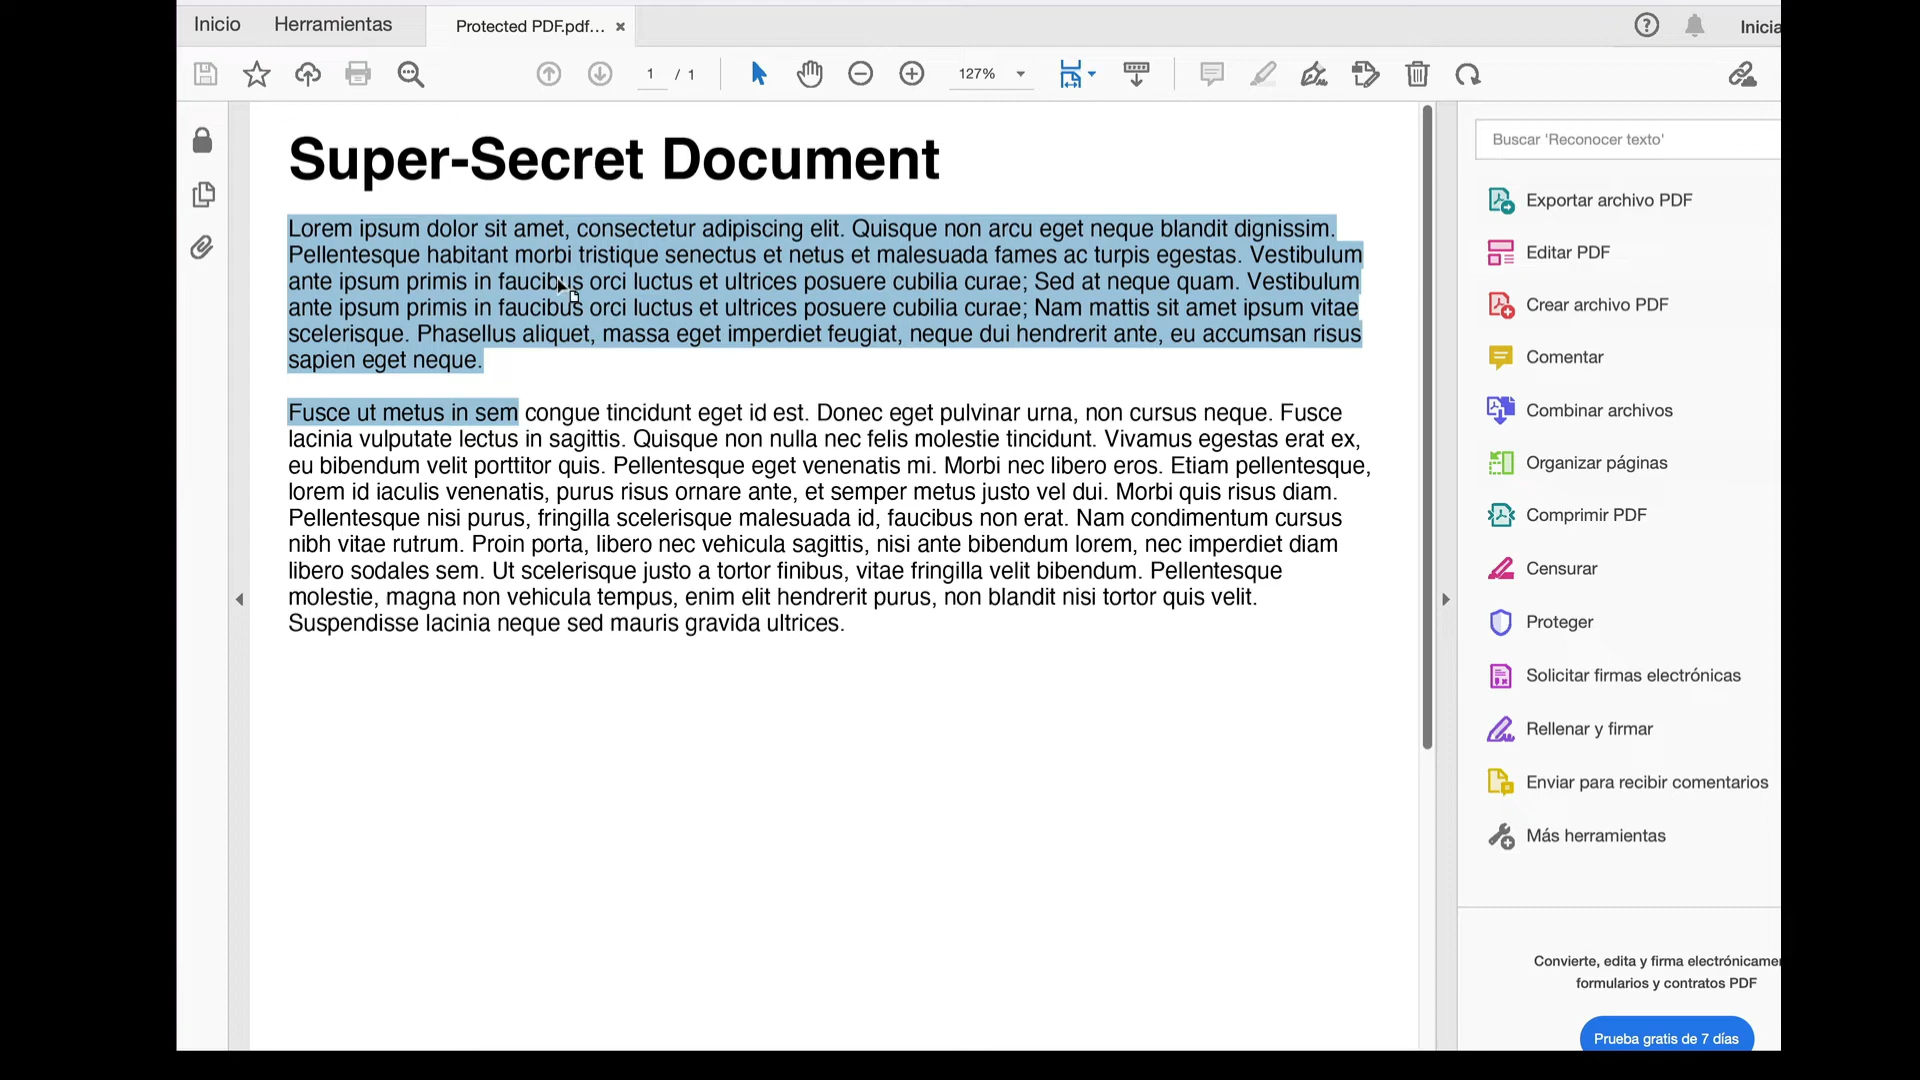 Inicio Herramientas Protected PDF.pdf...
1 / 1 127%
Super-Secret Document
Lorem ipsum dolor sit amet, consectetur adipiscing elit. Quisque non arcu eget neque blandit dignissim.
Pellentesque habitant morbi tristique senectus et netus et malesuada fames ac turpis egestas. Vestibulum
ante ipsum primis in faucibus orci luctus et ultrices posuere cubilia curae; Sed at neque quam. Vestibulum
ante ipsum primis in faucibus orci luctus et ultrices posuere cubilia curae; Nam mattis sit amet ipsum vitae
scelerisque. Phasellus aliquet, massa eget imperdiet feugiat, neque dui hendrerit ante, eu accumsan risus
sapien eget neque.
Fusce ut metus in sem congue tincidunt eget id est. Donec eget pulvinar urna, non cursus neque. Fusce
lacinia vulputate lectus in sagittis. Quisque non nulla nec felis molestie tincidunt. Vivamus egestas erat ex,
eu bibendum velit porttitor quis. Pellentesque eget venenatis mi. Morbi nec libero eros. Etiam pellentesque,
lorem id iaculis venenatis, purus risus ornare ante, et semper metus justo vel dui. Morbi quis risus diam.
Pellentesque nisi purus, fringilla scelerisque malesuada id, faucibus non erat. Nam condimentum cursus
nibh vitae rutrum. Proin porta, libero nec vehicula sagittis, nisi ante bibendum lorem, nec imperdiet diam
libero sodales sem. Ut scelerisque justo a tortor finibus, vitae fringilla velit bibendum. Pellentesque
molestie, magna non vehicula tempus, enim elit hendrerit purus, non blandit nisi tortor quis velit.
Suspendisse lacinia neque sed mauris gravida ultrices.
Inicia
Buscar 'Reconocer texto'
Exportar archivo PDF
Editar PDF
Crear archivo PDF
Comentar
Combinar archivos
Organizar páginas
Comprimir PDF
Censurar
Proteger
Solicitar firmas electrónicas
Rellenar y firmar
Enviar para recibir comentarios
Más herramientas
Convierte, edita y firma electrónicame
formularios y contratos PDF
Prueba gratis de 7 días